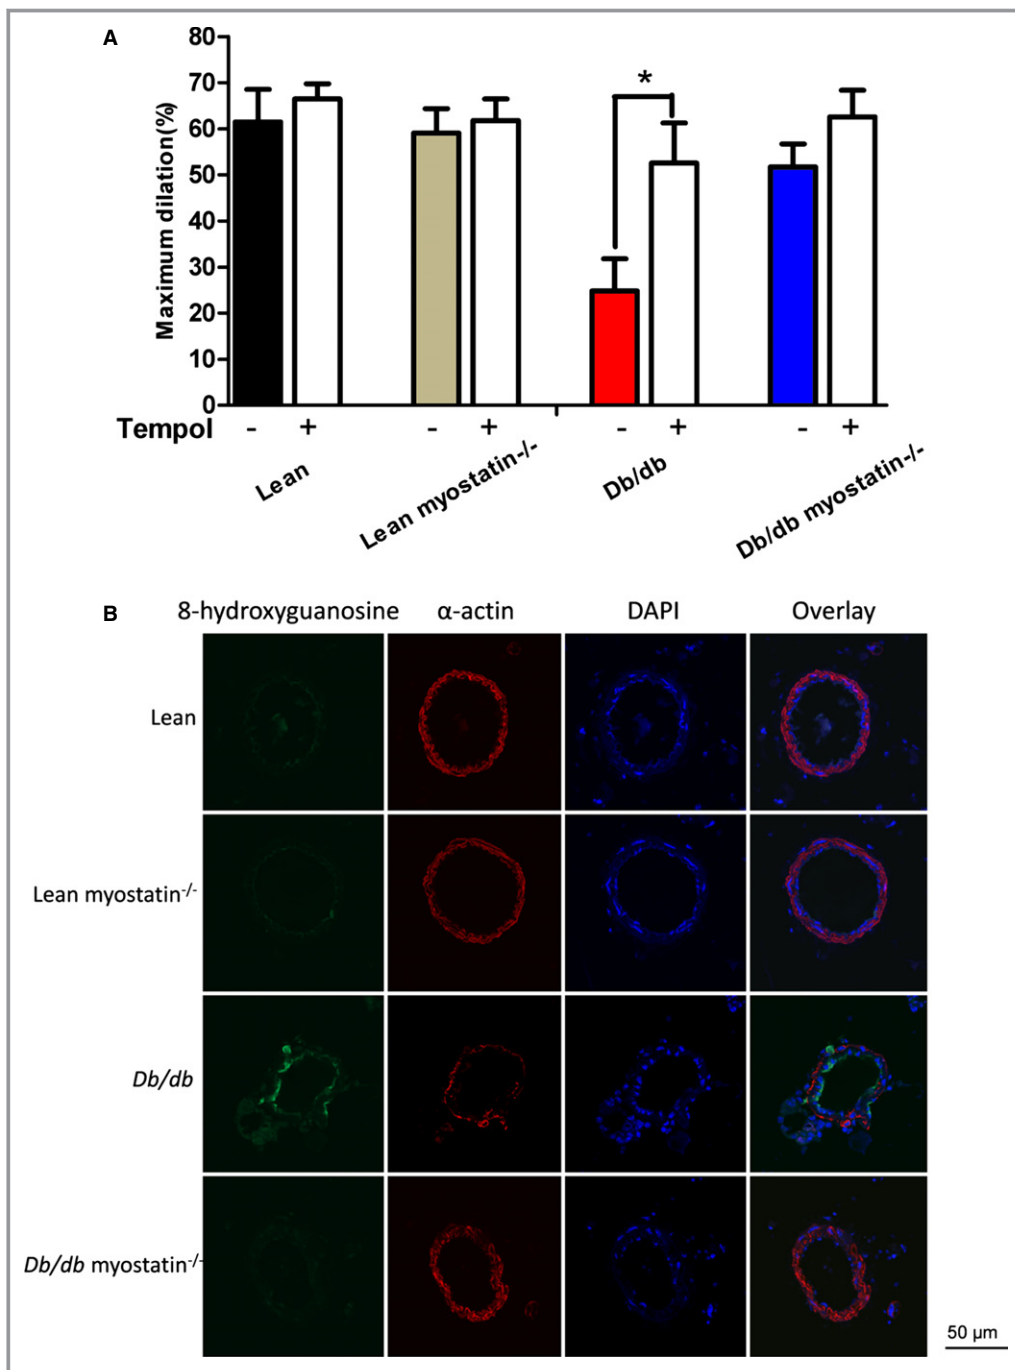 A
Maximum dilation(%)
80
70
60
50
40
30
20
10
0
*
Tempol - + - + - + - +
Lean
Lean myostatin-/-
Db/db
Db/db myostatin-/-
B
8-hydroxyguanosine α-actin DAPI Overlay
Lean
Lean myostatin-/-
Db/db
Db/db myostatin-/-
50 µm